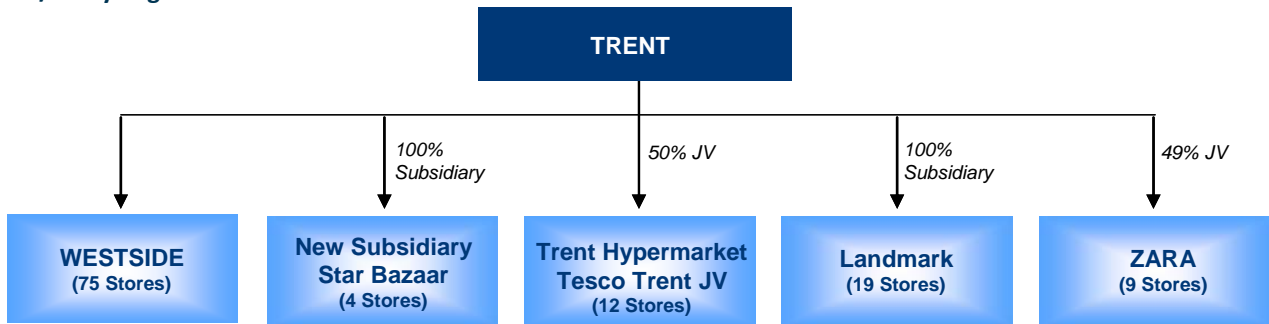 TRENT
100%
Subsidiary
50% JV
100%
Subsidiary
49% JV
WESTSIDE
(75 Stores)
New Subsidiary
Star Bazaar
(4 Stores)
Trent Hypermarket
Tesco Trent JV
(12 Stores)
Landmark
(19 Stores)
ZARA
(9 Stores)